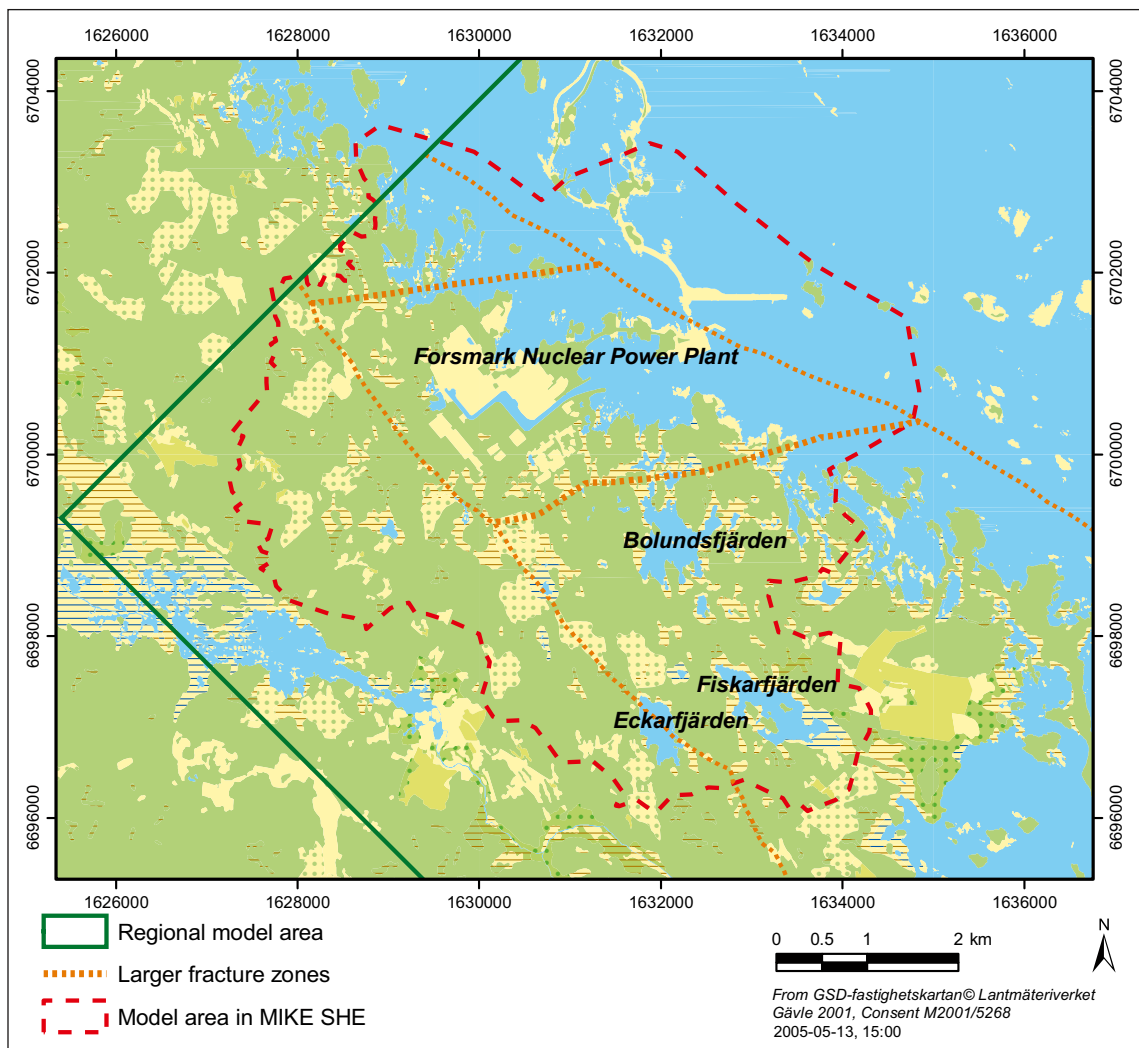 1626000 1628000 1630000 1632000 1634000 1636000
6704000 6704000
6702000 6702000
Forsmark Nuclear Power Plant
6700000 6700000
Bolundsfjärden
6698000 6698000
Fiskarfjärden
Eckarfjärden
6696000 6696000
1626000 1628000 1630000 1632000 1634000 1636000
Regional model area
Larger fracture zones
Model area in MIKE SHE
0 0.5 1 2 km
N
From GSD-fastighetskartan© Lantmäteriverket
Gävle 2001, Consent M2001/5268
2005-05-13, 15:00